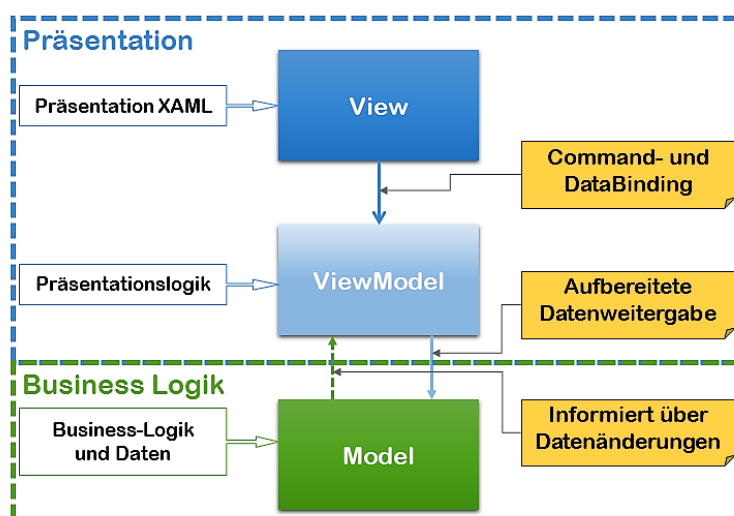 Präsentation
Präsentation XAML
View
Command- und
DataBinding
Präsentationslogik
ViewModel
Aufbereitete
Datenweitergabe
Business Logik
Business-Logik
und Daten
Model
Informiert über
Datenänderungen